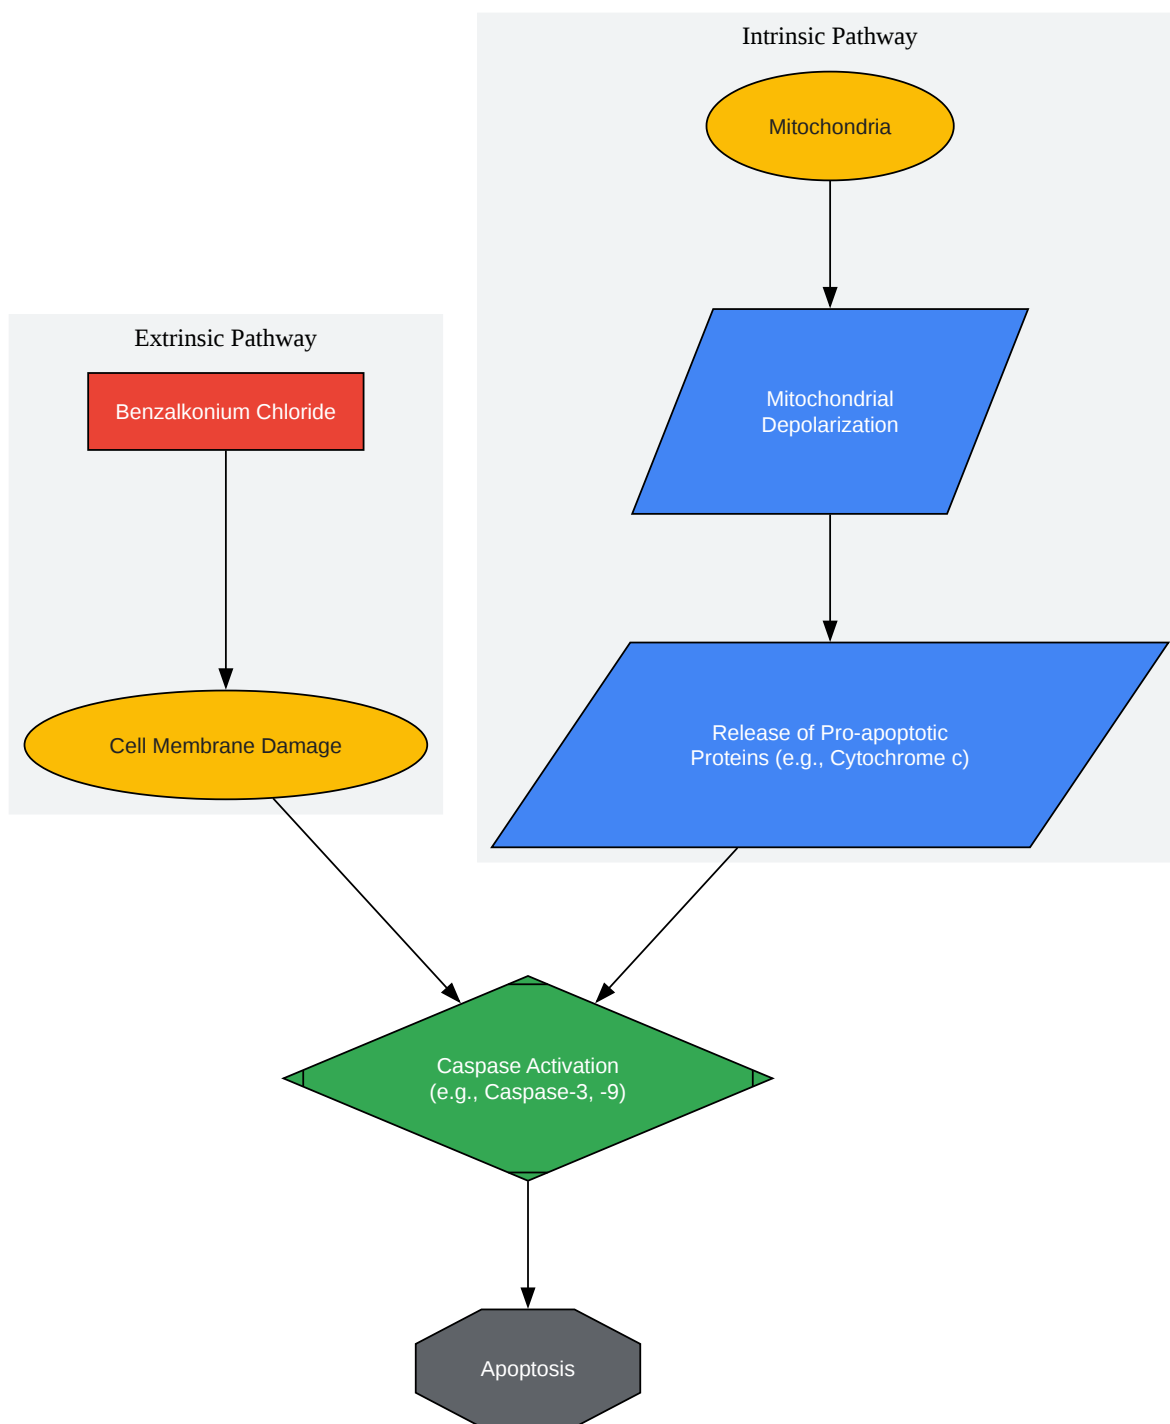 Intrinsic Pathway
Mitochondria
Mitochondrial
Depolarization
Release of Pro-apoptotic
Proteins (e.g., Cytochrome c)
Extrinsic Pathway
Benzalkonium Chloride
Cell Membrane Damage
Caspase Activation
(e.g., Caspase-3, -9)
Apoptosis